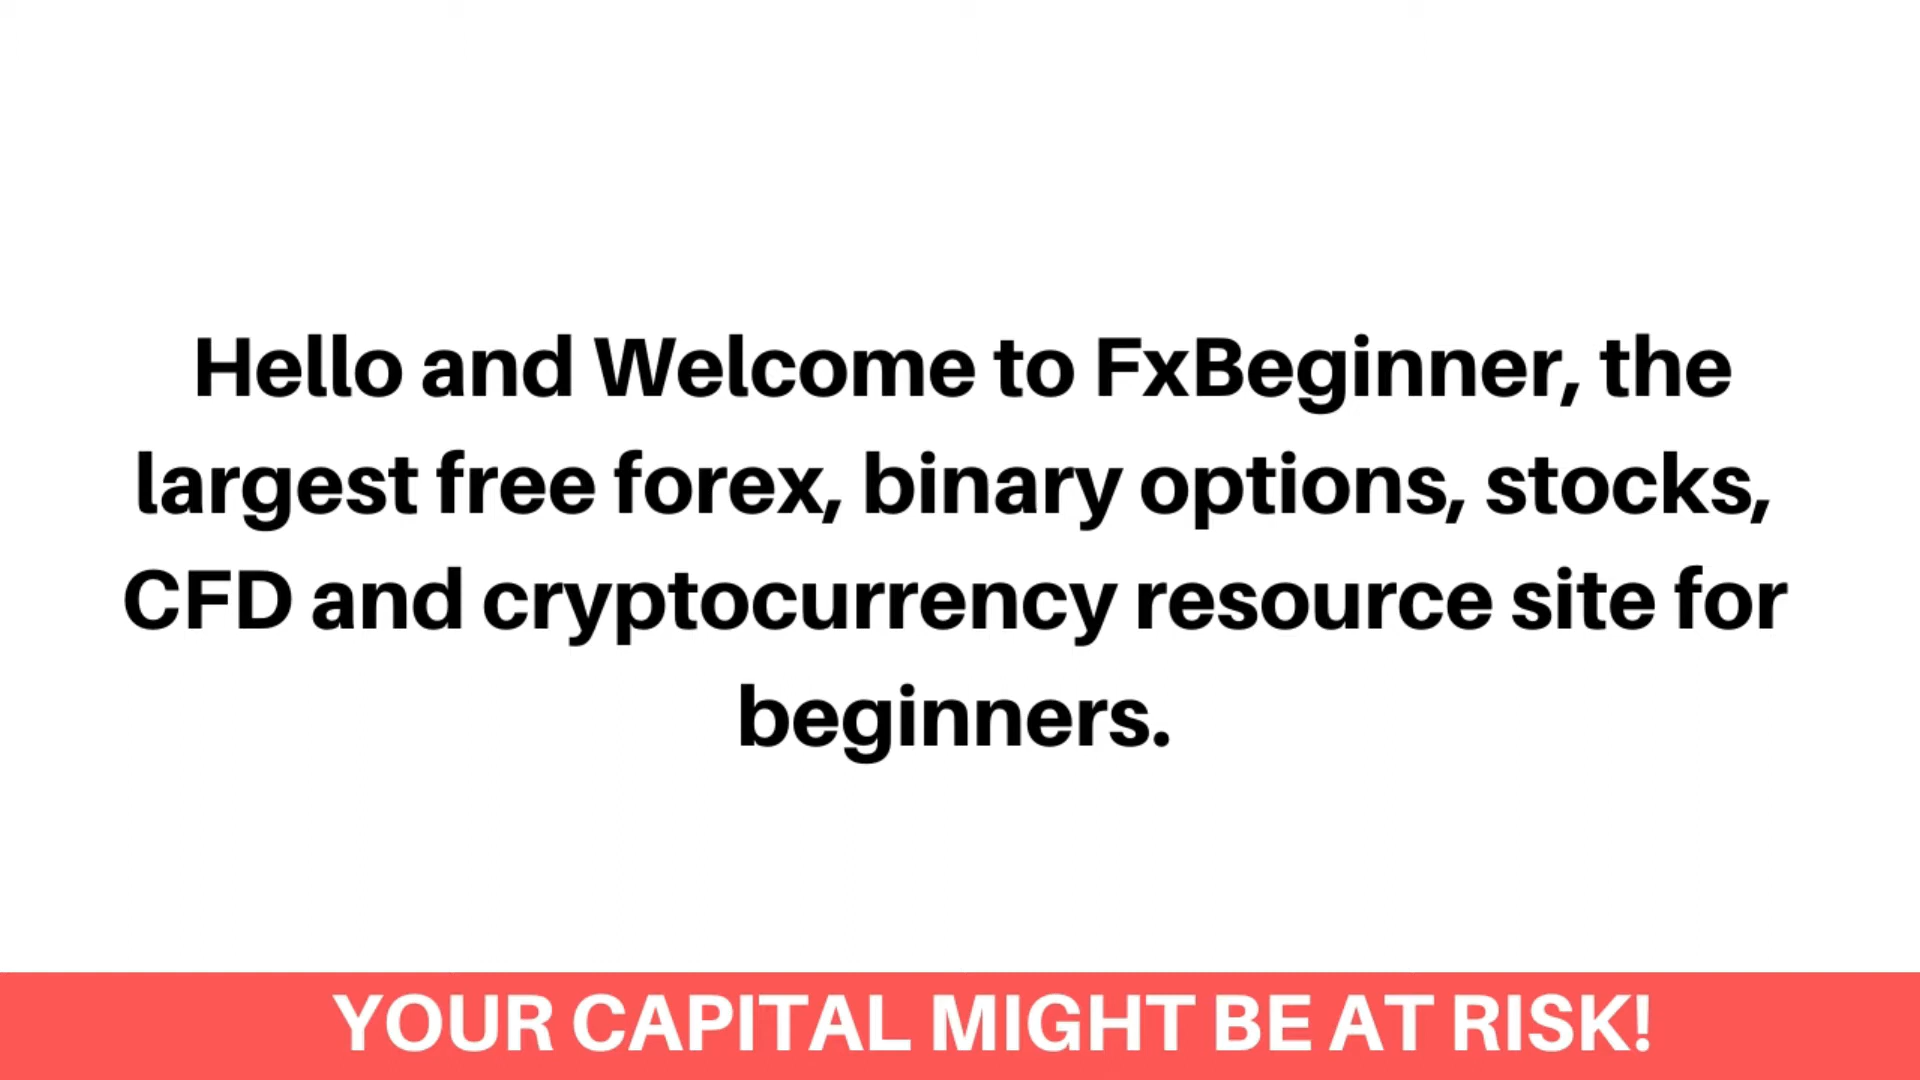 Hello and Welcome to FxBeginner, the
largest free forex, binary options, stocks,
CFD and cryptocurrency resource site for
beginners.
YOUR CAPITAL MIGHT BE AT RISK!